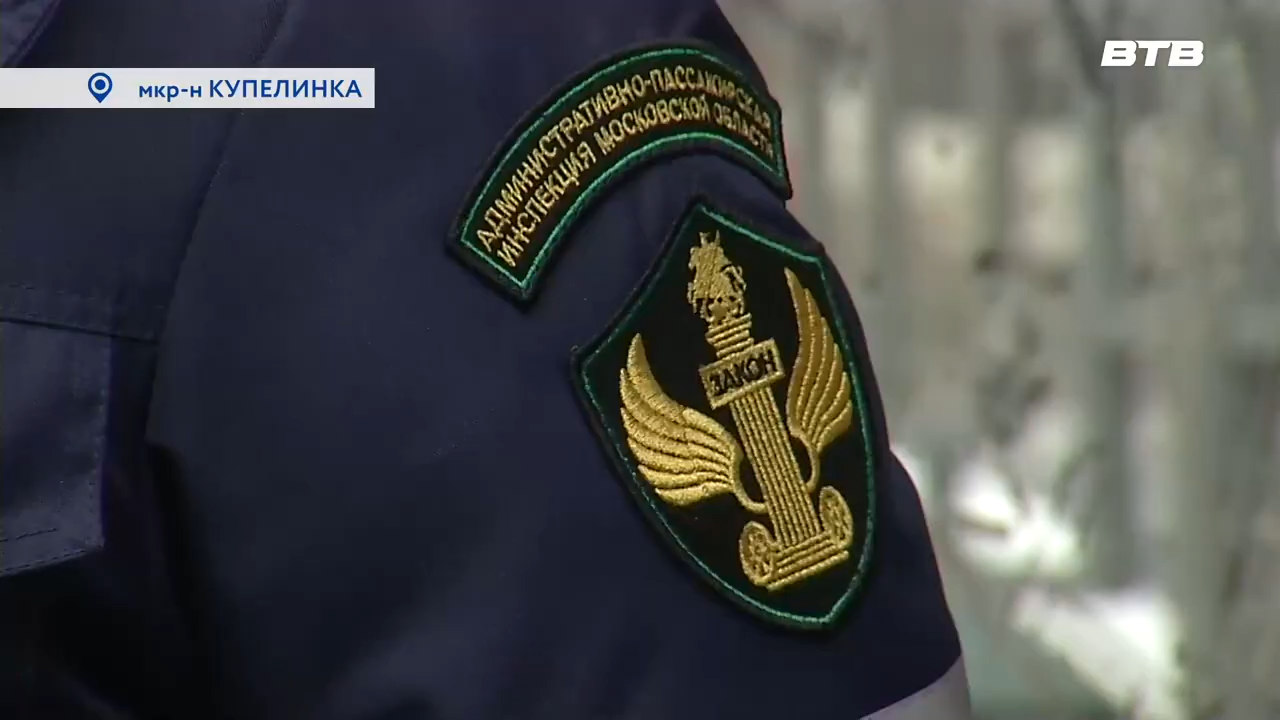 мкр-н КУПЕЛИНКА
ВТВ
АДМИНИСТРАТИВНО-ПАССАЖИРСКАЯ
ИНСПЕКЦИЯ МОСКОВСКОЙ ОБЛАСТИ
ЗАКОН